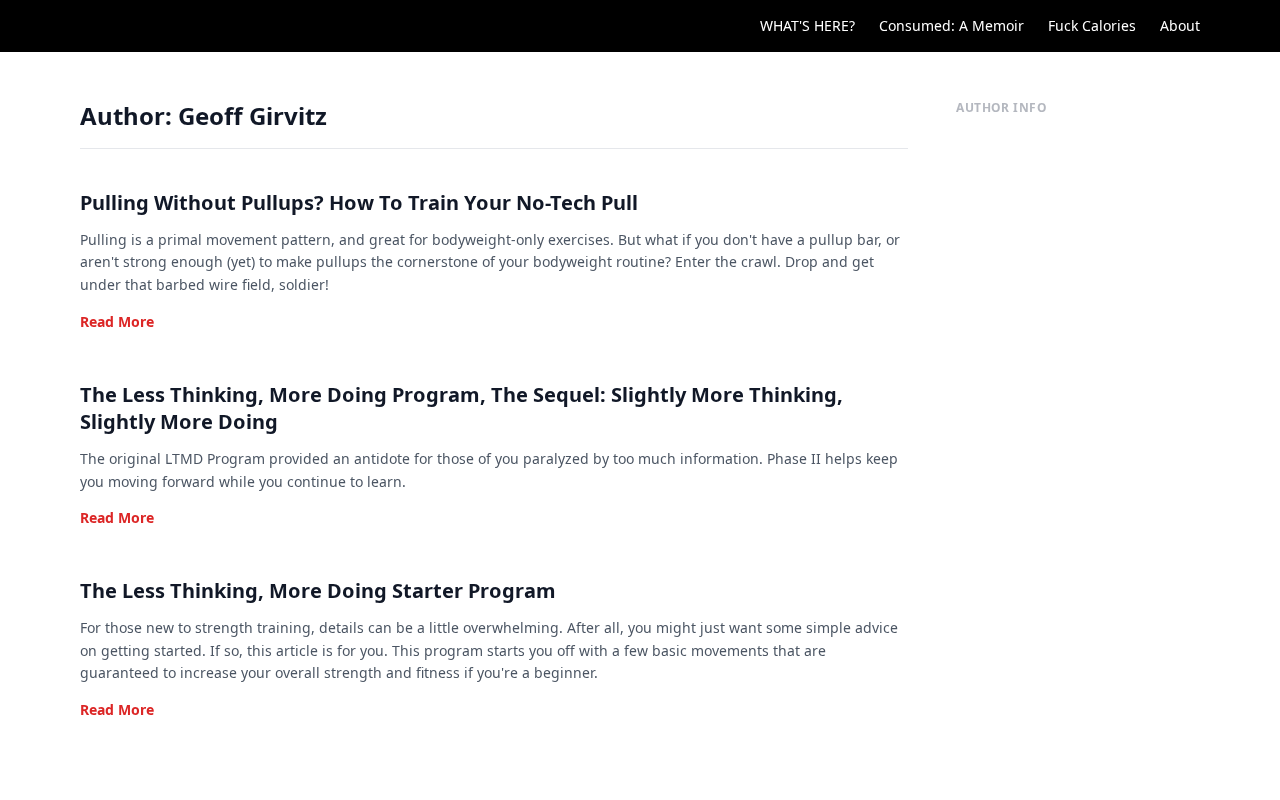 WHAT'S HERE? Consumed: A Memoir Fuck Calories About
Author: Geoff Girvitz
AUTHOR INFO
Pulling Without Pullups? How To Train Your No-Tech Pull
Pulling is a primal movement pattern, and great for bodyweight-only exercises. But what if you don't have a pullup bar, or
aren't strong enough (yet) to make pullups the cornerstone of your bodyweight routine? Enter the crawl. Drop and get
under that barbed wire field, soldier!
Read More
The Less Thinking, More Doing Program, The Sequel: Slightly More Thinking,
Slightly More Doing
The original LTMD Program provided an antidote for those of you paralyzed by too much information. Phase II helps keep
you moving forward while you continue to learn.
Read More
The Less Thinking, More Doing Starter Program
For those new to strength training, details can be a little overwhelming. After all, you might just want some simple advice
on getting started. If so, this article is for you. This program starts you off with a few basic movements that are
guaranteed to increase your overall strength and fitness if you're a beginner.
Read More